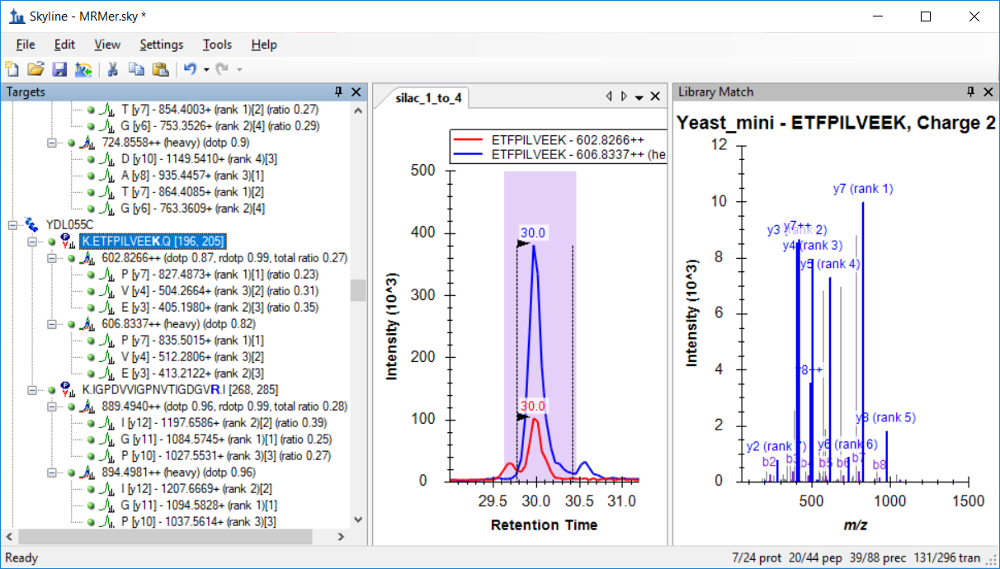 Skyline - MRMer.sky *
File Edit View Settings Tools Help
Targets
T [y7] - 854.4003+ (rank 1)[2] (ratio 0.27)
G [y6] - 753.3526+ (rank 2)[4] (ratio 0.29)
724.8558++ (heavy) (dotp 0.9)
D [y10] - 1149.5410+ (rank 4)[3]
A [y8] - 935.4457+ (rank 3)[1]
T [y7] - 864.4085+ (rank 1)[2]
G [y6] - 763.3609+ (rank 2)[4]
YDL055C
K.ETFPILVEEK.Q [196, 205]
602.8266++ (dotp 0.87, rdotp 0.99, total ratio 0.27)
P [y7] - 827.4873+ (rank 1)[1] (ratio 0.23)
V [y4] - 504.2664+ (rank 3)[2] (ratio 0.31)
E [y3] - 405.1980+ (rank 2)[3] (ratio 0.35)
606.8337++ (heavy) (dotp 0.82)
P [y7] - 835.5015+ (rank 1)[1]
V [y4] - 512.2806+ (rank 3)[2]
E [y3] - 413.2122+ (rank 2)[3]
K.IGPDVVIGPNVTIGDGVR.I [268, 285]
889.4940++ (dotp 0.96, rdotp 0.99, total ratio 0.28)
I [y12] - 1197.6586+ (rank 2)[2] (ratio 0.39)
G [y11] - 1084.5745+ (rank 1)[1] (ratio 0.25)
P [y10] - 1027.5531+ (rank 3)[3] (ratio 0.27)
894.4981++ (heavy) (dotp 0.96)
I [y12] - 1207.6669+ (rank 2)[2]
G [y11] - 1094.5828+ (rank 1)[1]
P [y10] - 1037.5614+ (rank 3)[3]
silac_1_to_4
ETFPILVEEK - 602.8266++
ETFPILVEEK - 606.8337++ (he
500
400
300
200
100
0
Intensity (10^3)
30.0
30.0
29.5 30.0 30.5 31.0
Retention Time
Library Match
Yeast_mini - ETFPILVEEK, Charge 2
12
10
8
6
4
2
0
Intensity (10^3)
y7 (rank 1)
y7++
y3 (rank 2)
y4 (rank 3)
y5 (rank 4)
y8++
y8 (rank 5)
y6 (rank 6)
y2 (rank 7)
b2 b3 b4 b5 b6 b7 b8
500 1000 1500
m/z
Ready
7/24 prot 20/44 pep 39/88 prec 131/296 tran